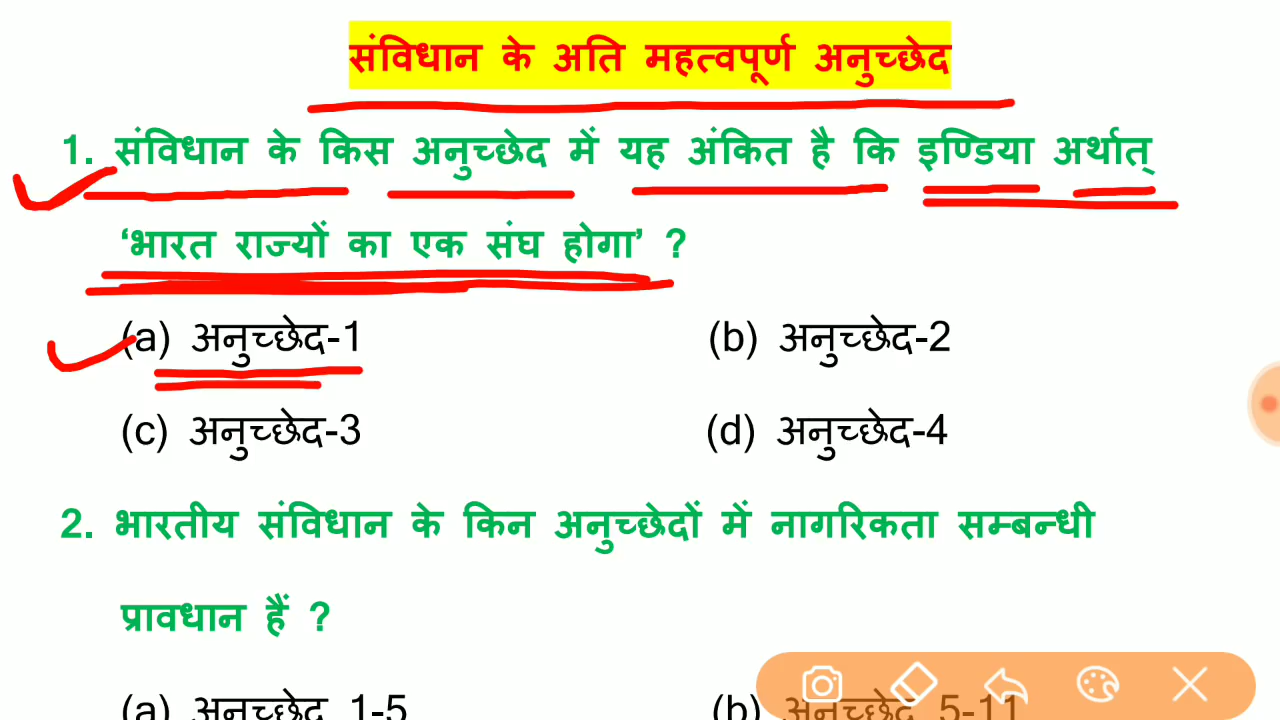 संविधान के अति महत्वपूर्ण अनुच्छेद
1. संविधान के किस अनुच्छेद में यह अंकित है कि इण्डिया अर्थात्
‘भारत राज्यों का एक संघ होगा’ ?
(a) अनुच्छेद-1 (b) अनुच्छेद-2
(c) अनुच्छेद-3 (d) अनुच्छेद-4
2. भारतीय संविधान के किन अनुच्छेदों में नागरिकता सम्बन्धी
प्रावधान हैं ?
(a) अनुच्छेद 1-5 (b) अनुच्छेद 5-11